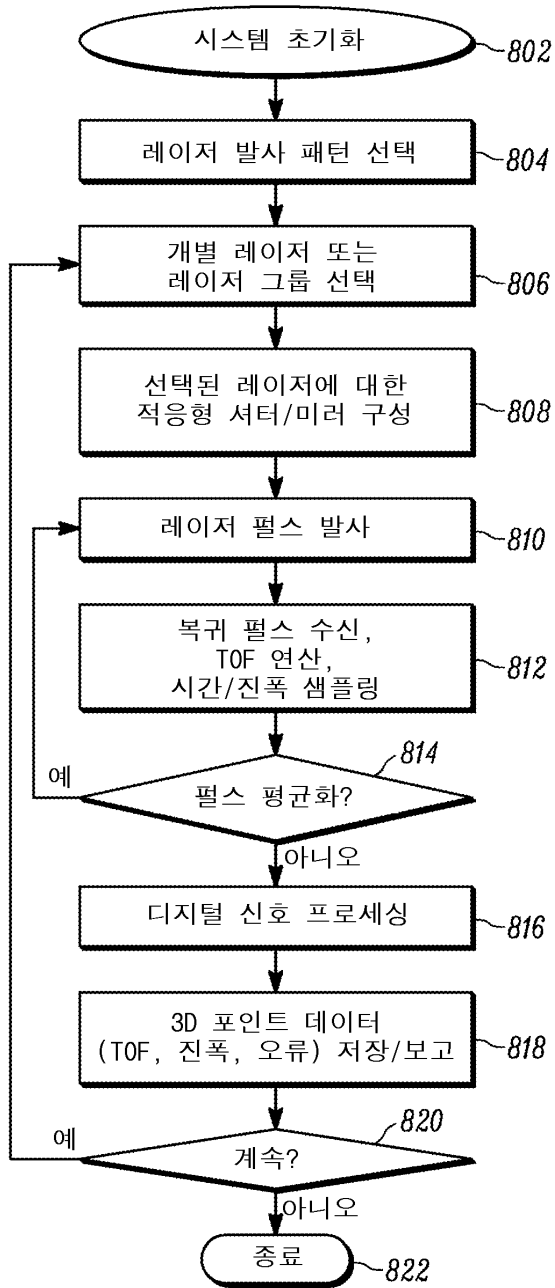 시스템 초기화
802
레이저 발사 패턴 선택
804
개별 레이저 또는
레이저 그룹 선택
806
선택된 레이저에 대한
적응형 셔터/미러 구성
808
레이저 펄스 발사
810
복귀 펄스 수신,
TOF 연산,
시간/진폭 샘플링
812
814
예
펄스 평균화?
아니오
디지털 신호 프로세싱
816
3D 포인트 데이터
(TOF, 진폭, 오류) 저장/보고
818
820
예
계속?
아니오
종료
822